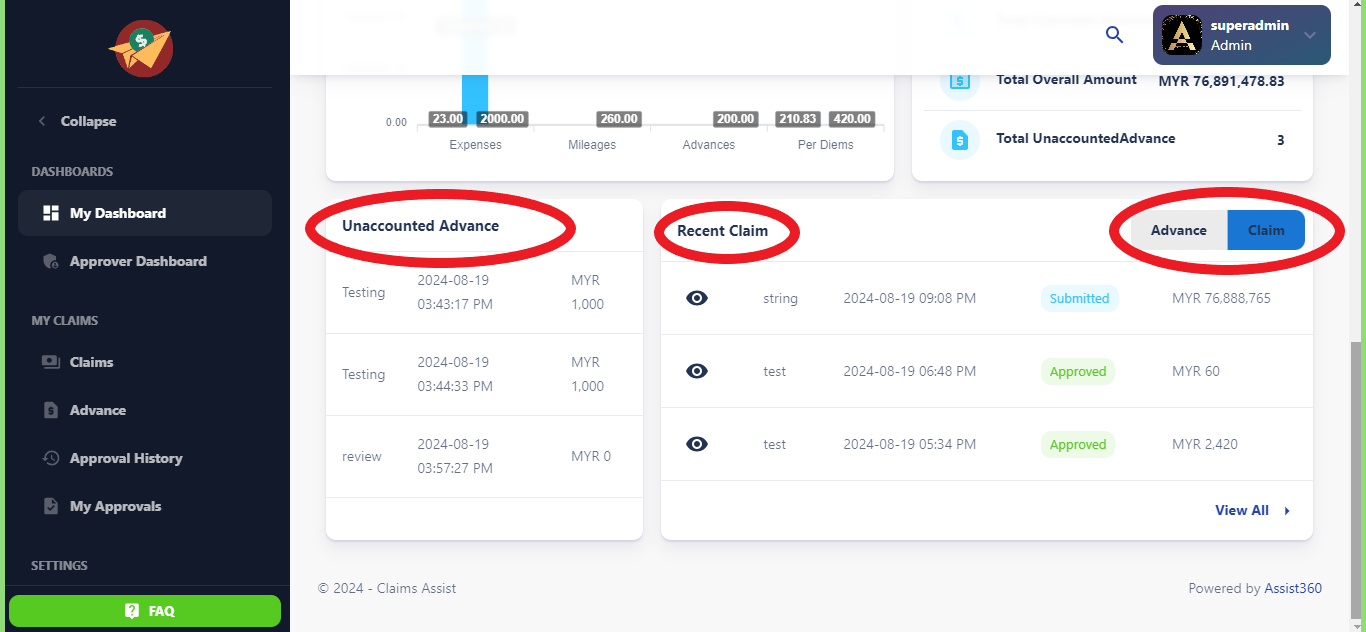 Collapse
DASHBOARDS
My Dashboard
Approver Dashboard
MY CLAIMS
Claims
Advance
Approval History
My Approvals
SETTINGS
FAQ
superadmin
Admin
0.00
23.00 2000.00 260.00 200.00 210.83 420.00
Expenses Mileages Advances Per Diems
Total Overall Amount MYR 76,891,478.83
Total UnaccountedAdvance 3
Unaccounted Advance
Testing 2024-08-19 03:43:17 PM MYR 1,000
Testing 2024-08-19 03:44:33 PM MYR 1,000
review 2024-08-19 03:57:27 PM MYR 0
Recent Claim Advance Claim
string 2024-08-19 09:08 PM Submitted MYR 76,888,765
test 2024-08-19 06:48 PM Approved MYR 60
test 2024-08-19 05:34 PM Approved MYR 2,420
View All
© 2024 - Claims Assist
Powered by Assist360